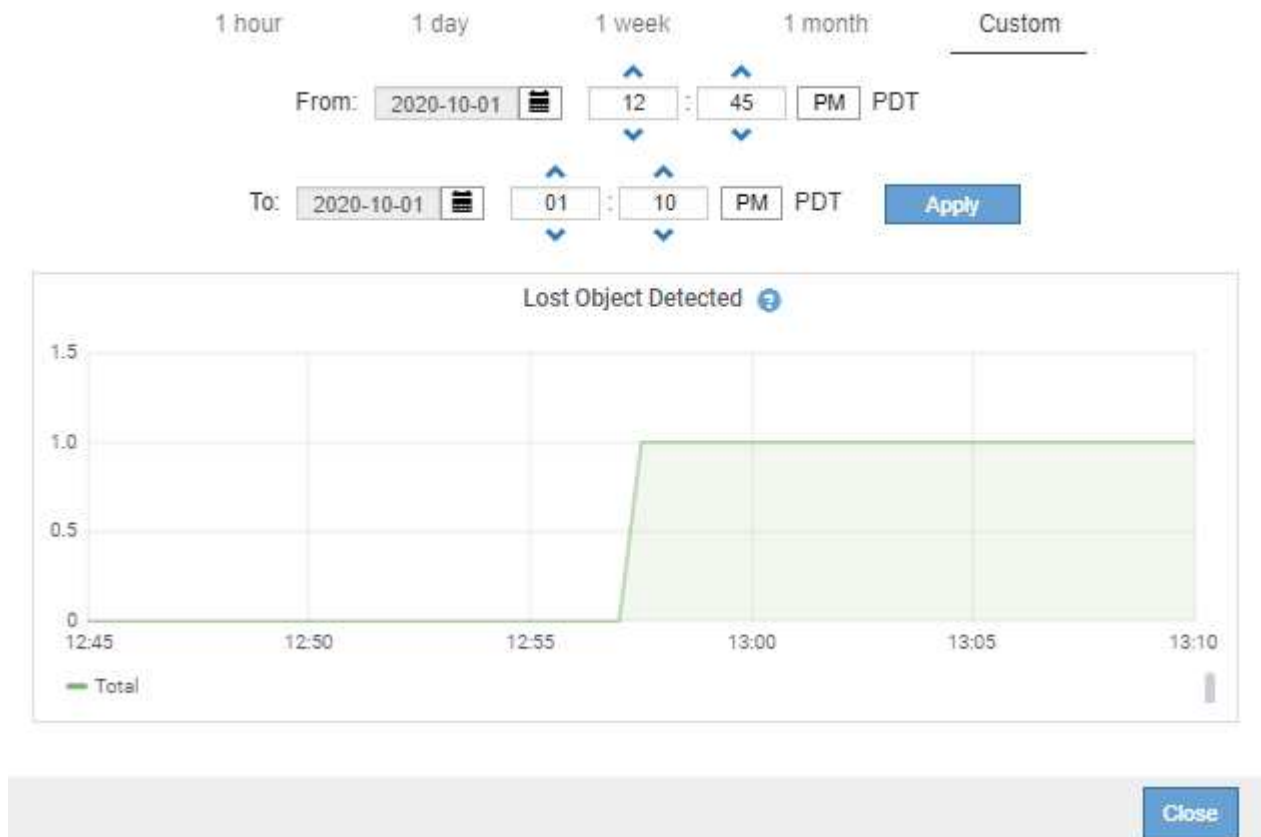 1 hour 1 day 1 week 1 month Custom
From: 2020-10-01 12 : 45 PM PDT
To: 2020-10-01 01 : 10 PM PDT Apply
Lost Object Detected ?
1.5
1.0
0.5
0
12:45 12:50 12:55 13:00 13:05 13:10
Total
Close